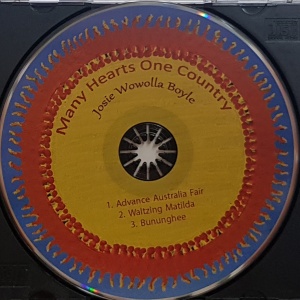 Many Hearts One Country
Josie Wowolla Boyle
1. Advance Australia Fair
2. Waltzing Matilda
3. Bununghee